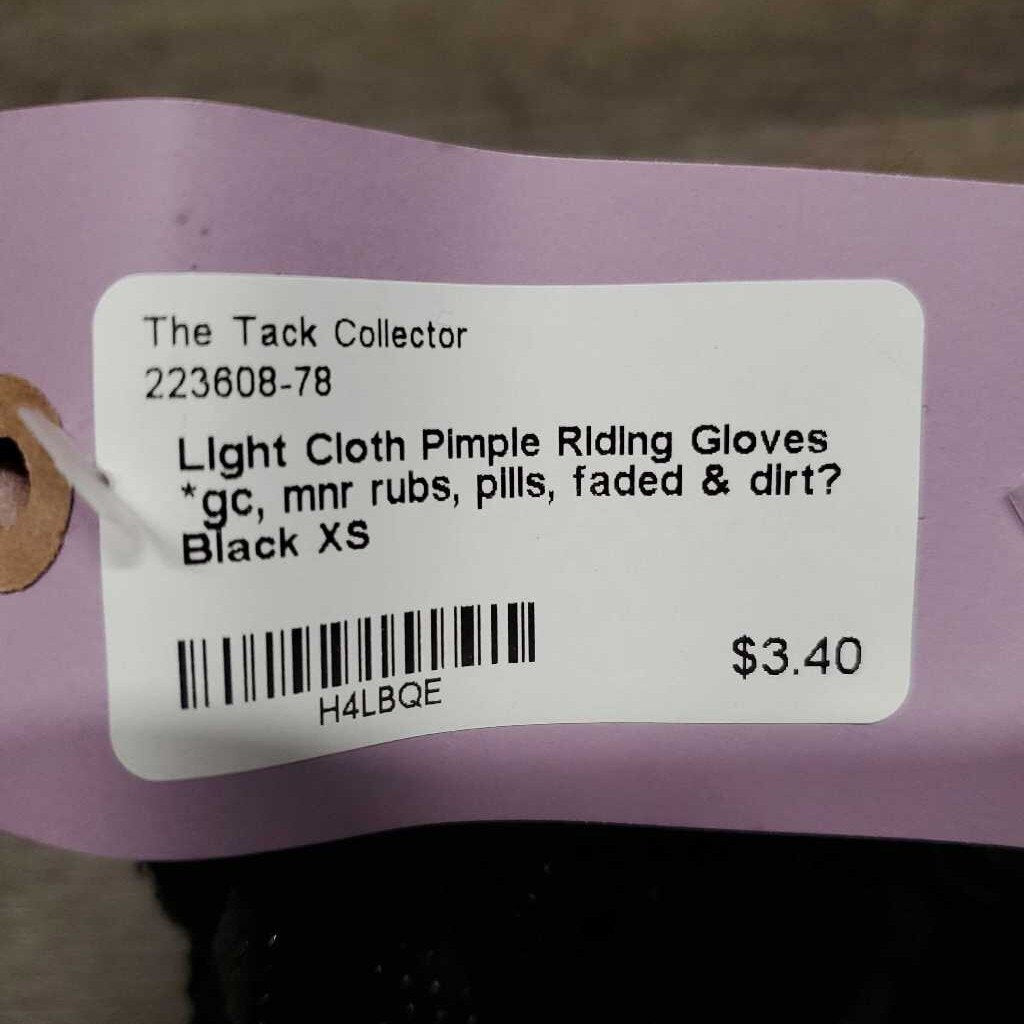 The Tack Collector
223608-78
Light Cloth Pimple Riding Gloves
*gc, mnr rubs, pills, faded & dirt?
Black XS
H4LBQE
$3.40